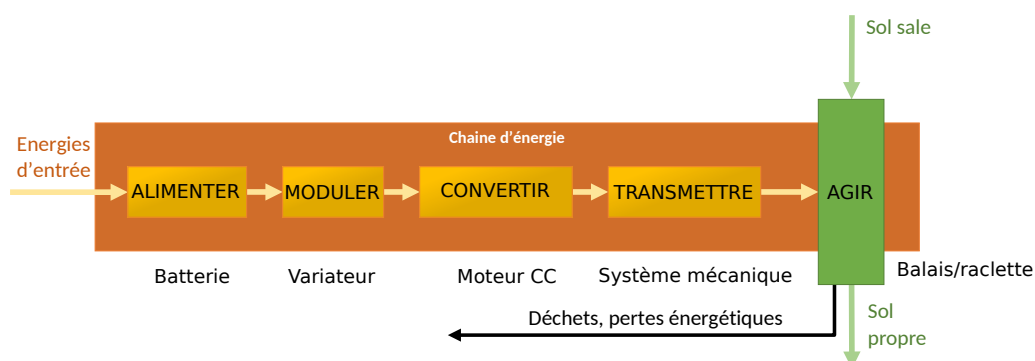 Sol sale
Chaine d’énergie
Energies
d’entrée
ALIMENTER
MODULER
CONVERTIR
TRANSMETTRE
AGIR
Batterie
Variateur
Moteur CC
Système mécanique
Balais/raclette
Déchets, pertes énergétiques
Sol
propre